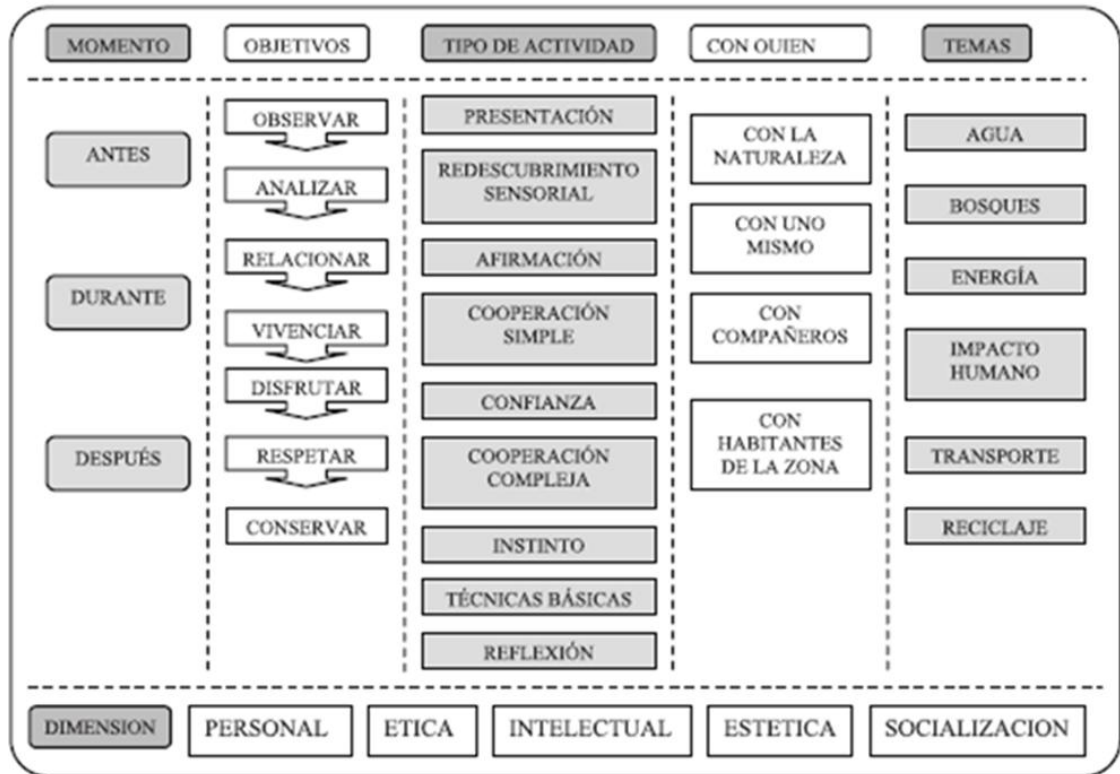 MOMENTO
OBJETIVOS
TIPO DE ACTIVIDAD
CON QUIEN
TEMAS
ANTES
DURANTE
DESPUÉS
OBSERVAR
ANALIZAR
RELACIONAR
VIVENCIAR
DISFRUTAR
RESPETAR
CONSERVAR
PRESENTACIÓN
REDESCUBRIMIENTO
SENSORIAL
AFIRMACIÓN
COOPERACIÓN
SIMPLE
CONFIANZA
COOPERACIÓN
COMPLEJA
INSTINTO
TÉCNICAS BÁSICAS
REFLEXIÓN
CON LA
NATURALEZA
CON UNO
MISMO
CON
COMPAÑEROS
CON
HABITANTES
DE LA ZONA
AGUA
BOSQUES
ENERGÍA
IMPACTO
HUMANO
TRANSPORTE
RECICLAJE
DIMENSION
PERSONAL
ETICA
INTELECTUAL
ESTETICA
SOCIALIZACION